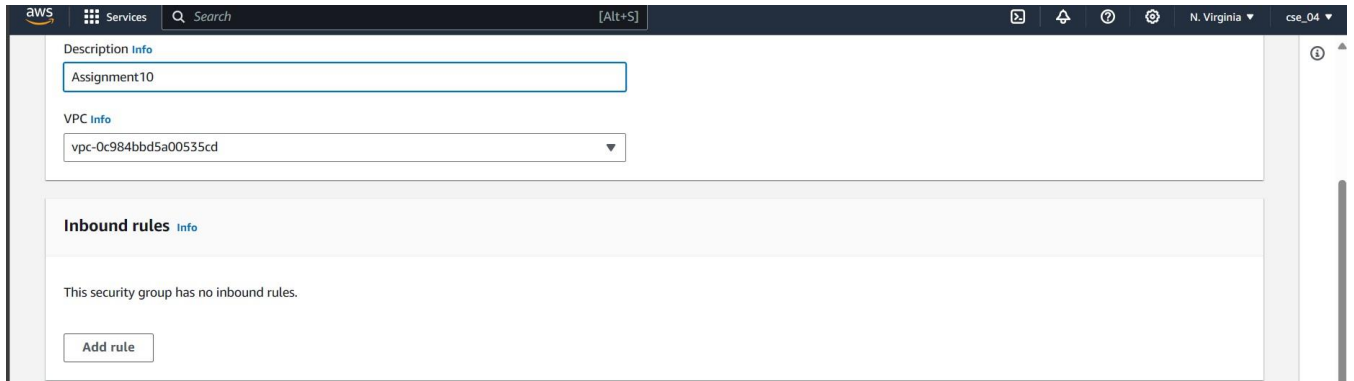 aws Services Search [Alt+S] N. Virginia cse_04
Description Info
Assignment10
VPC Info
vpc-0c984bbd5a00535cd
Inbound rules Info
This security group has no inbound rules.
Add rule